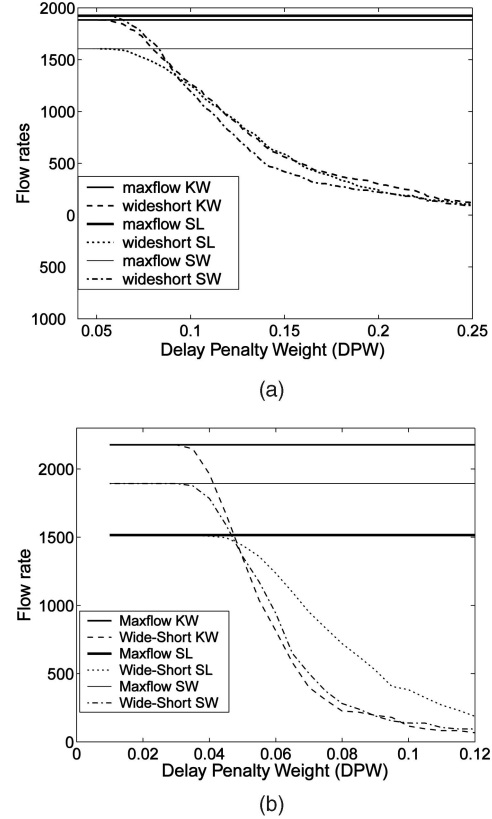 2000
1500
1000
500
0
500
1000
Flow rates
maxflow KW
wideshort KW
maxflow SL
wideshort SL
maxflow SW
wideshort SW
0.05 0.1 0.15 0.2 0.25
Delay Penalty Weight (DPW)
(a)
2000
1500
1000
500
0
Flow rate
Maxflow KW
Wide-Short KW
Maxflow SL
Wide-Short SL
Maxflow SW
Wide-Short SW
0 0.02 0.04 0.06 0.08 0.1 0.12
Delay Penalty Weight (DPW)
(b)